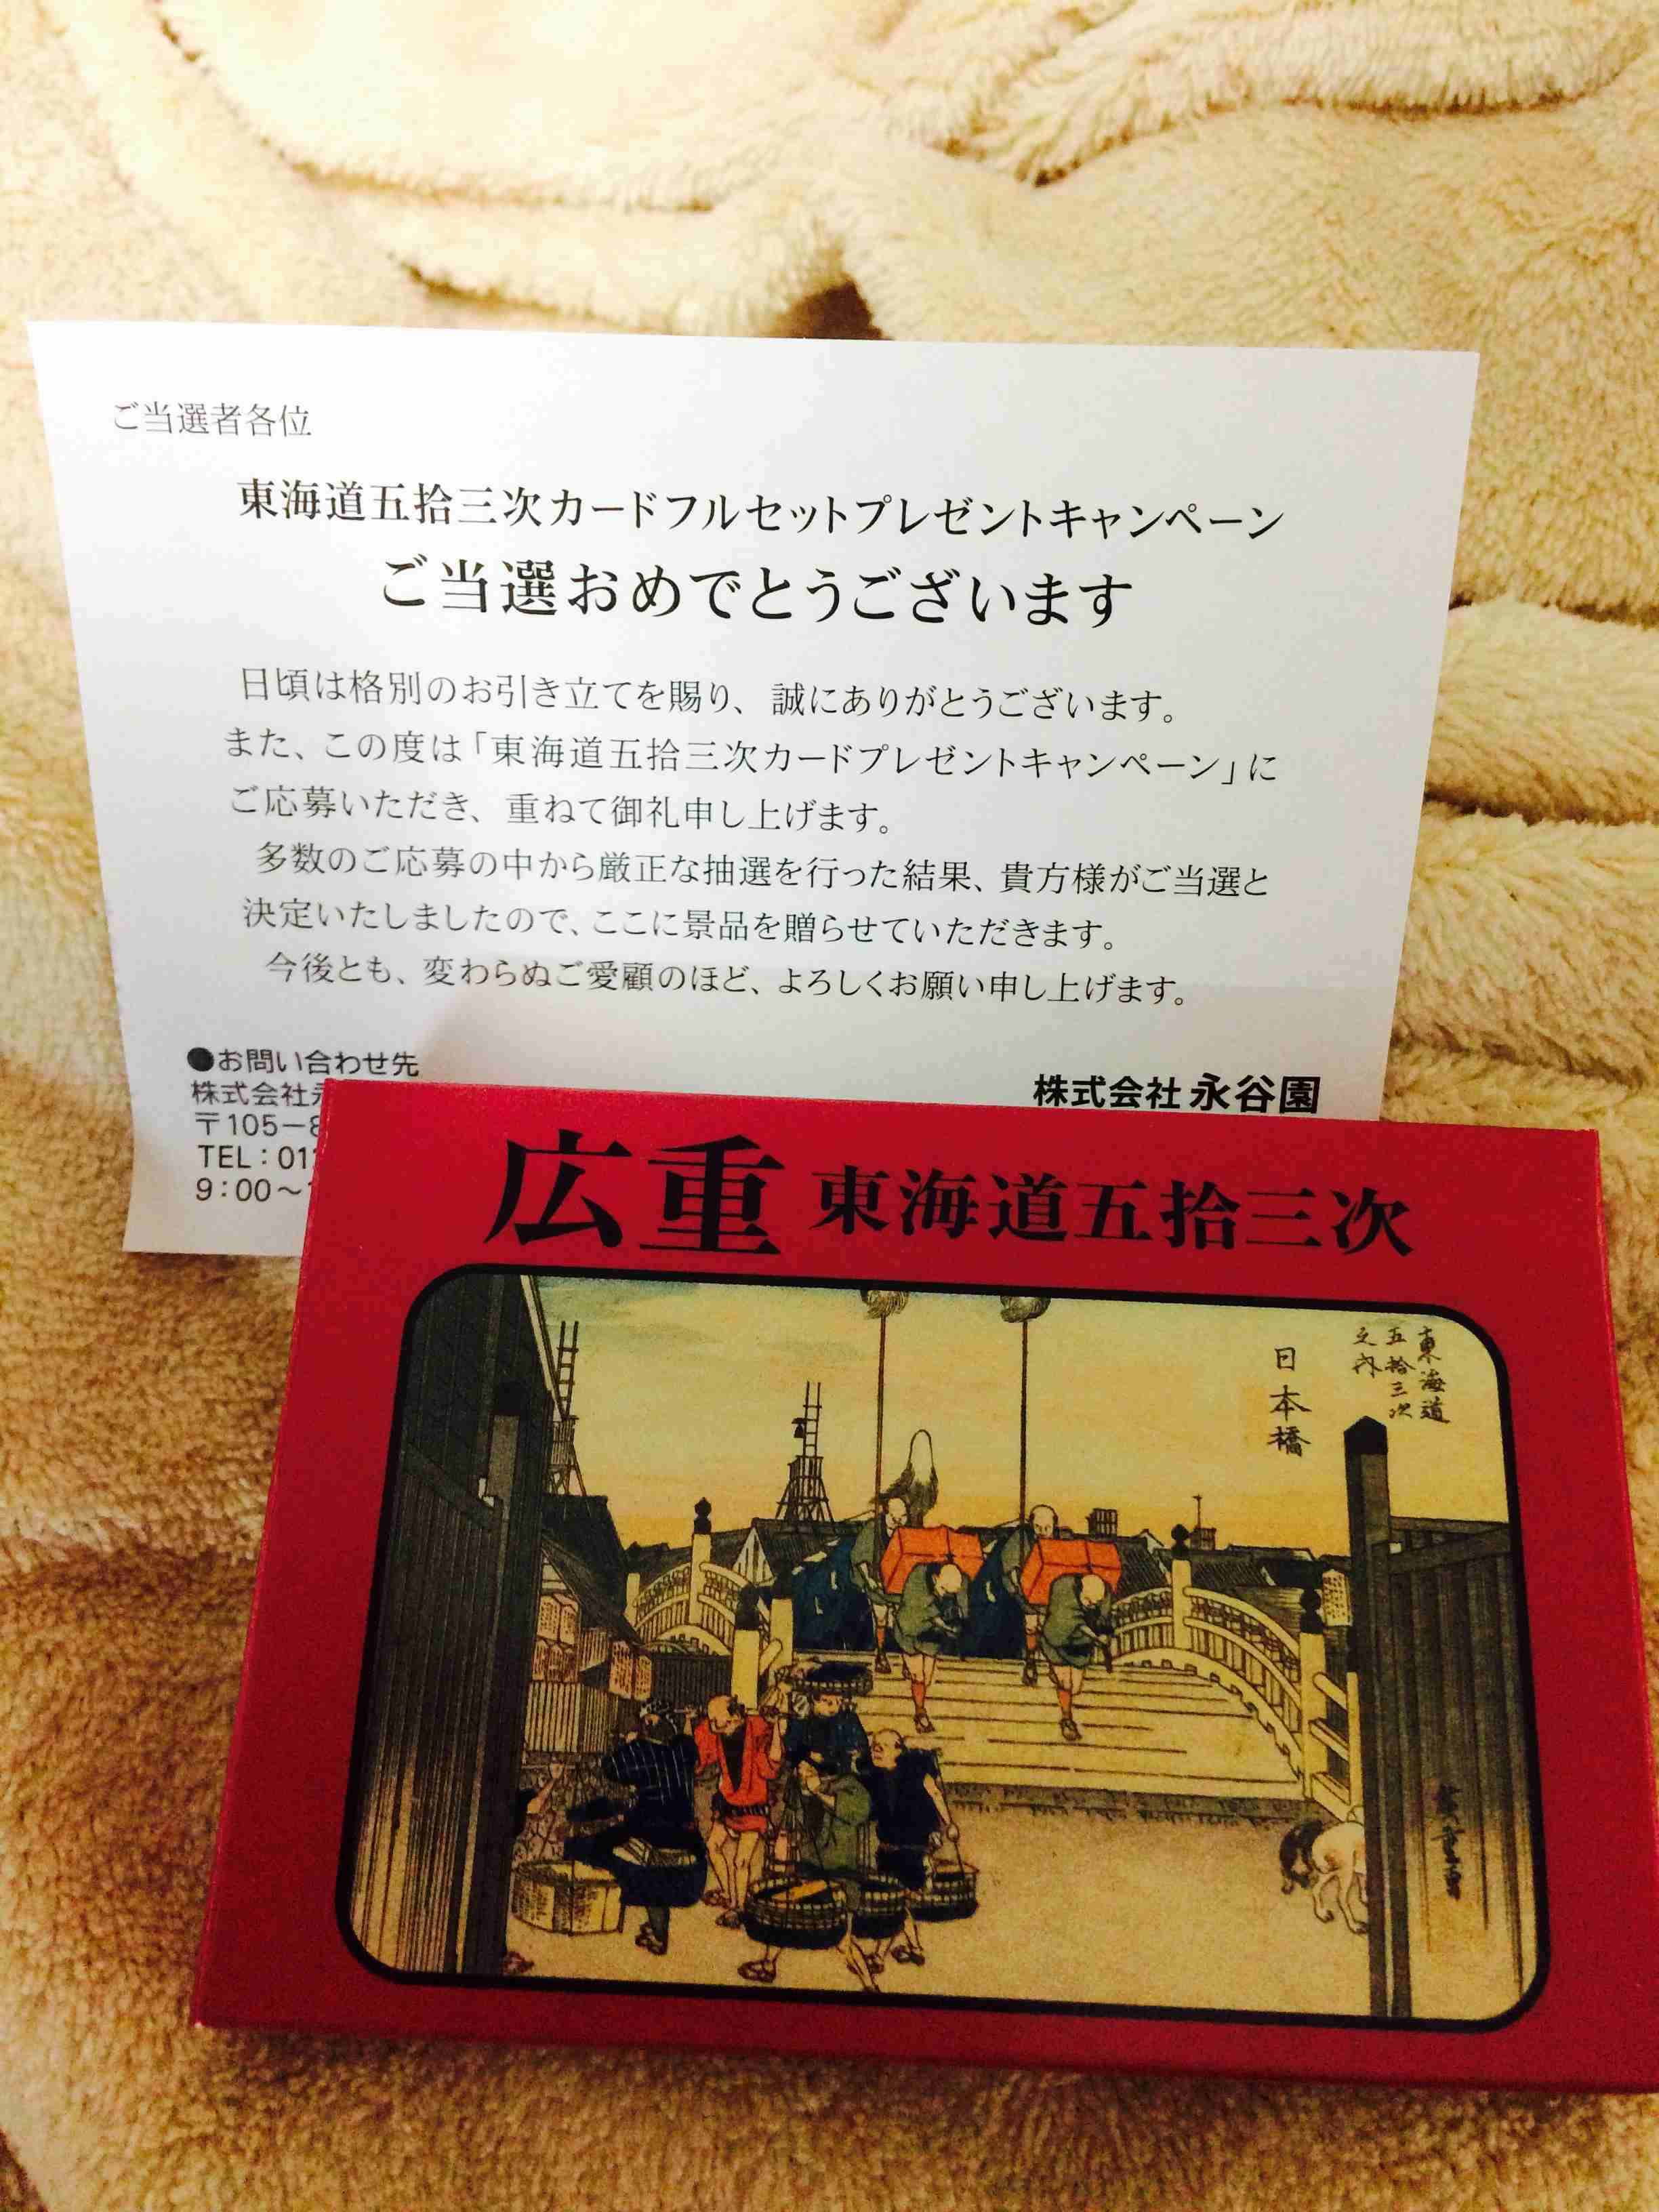 ご当選者各位
東海道五拾三次カードフルセットプレゼントキャンペーン
ご当選おめでとうございます
日頃は格別のお引き立てを賜り、誠にありがとうございます。
また、この度は「東海道五拾三次カードプレゼントキャンペーン」に
ご応募いただき、重ねて御礼申し上げます。
多数のご応募の中から厳正な抽選を行った結果、貴方様がご当選と
決定いたしましたので、ここに景品を贈らせていただきます。
今後とも、変わらぬご愛顧のほど、よろしくお願い申し上げます。
●お問い合わせ先
株式会社
〒105-8
TEL:01
9:00～
株式会社 永谷園
広重 東海道五拾三次
東海道
五拾三次
之内
日本橋